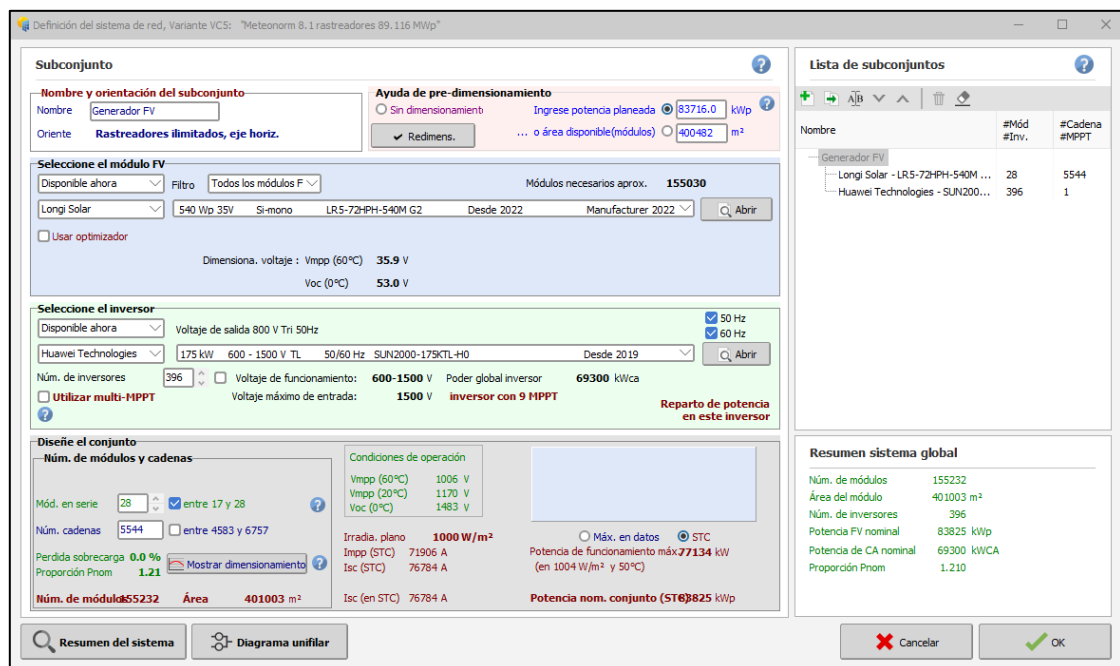 Definición del sistema de red, Variante VC5: "Meteonorm 8.1 rastreadores 89.116 MWp"
Subconjunto
Nombre y orientación del subconjunto
Nombre Generador FV
Oriente Rastreadores ilimitados, eje horiz.
Ayuda de pre-dimensionamiento
Sin dimensionamient Ingrese potencia planeada 83716.0 kWp
Redimens. ... o área disponible(módulos) 400482 m²
Seleccione el módulo FV
Disponible ahora Filtro Todos los módulos F Módulos necesarios aprox. 155030
Longi Solar 540 Wp 35V Si-mono LR5-72HPH-540M G2 Desde 2022 Manufacturer 2022 Abrir
Usar optimizador
Dimensiona. voltaje : Vmpp (60°C) 35.9 V
Voc (0°C) 53.0 V
Seleccione el inversor
Disponible ahora Voltaje de salida 800 V Tri 50Hz
50 Hz
60 Hz
Huawei Technologies 175 kW 600 - 1500 V TL 50/60 Hz SUN2000-175KTL-H0 Desde 2019 Abrir
Núm. de inversores 396 Voltaje de funcionamiento: 600-1500 V Poder global inversor 69300 kWca
Utilizar multi-MPPT Voltaje máximo de entrada: 1500 V inversor con 9 MPPT
Reparto de potencia
en este inversor
Diseñe el conjunto
Núm. de módulos y cadenas
Mód. en serie 28 entre 17 y 28
Núm. cadenas 5544 entre 4583 y 6757
Perdida sobrecarga 0.0 %
Proporción Pnom 1.21
Mostrar dimensionamiento
Núm. de módulos 155232 Área 401003 m²
Condiciones de operación
Vmpp (60°C) 1006 V
Vmpp (20°C) 1170 V
Voc (0°C) 1483 V
Irradia. plano 1000 W/m²
Impp (STC) 71906 A
Isc (STC) 76784 A
Isc (en STC) 76784 A
Máx. en datos STC
Potencia de funcionamiento máx. 77134 kW
(en 1004 W/m² y 50°C)
Potencia nom. conjunto (STC) 83825 kWp
Resumen del sistema
Diagrama unifilar
Lista de subconjuntos
Nombre #Mód #Cadena
#Inv. #MPPT
Generador FV
Longi Solar - LR5-72HPH-540M ... 28 5544
Huawei Technologies - SUN200... 396 1
Resumen sistema global
Núm. de módulos 155232
Área del módulo 401003 m²
Núm. de inversores 396
Potencia FV nominal 83825 kWp
Potencia de CA nominal 69300 kWCA
Proporción Pnom 1.210
Cancelar
OK